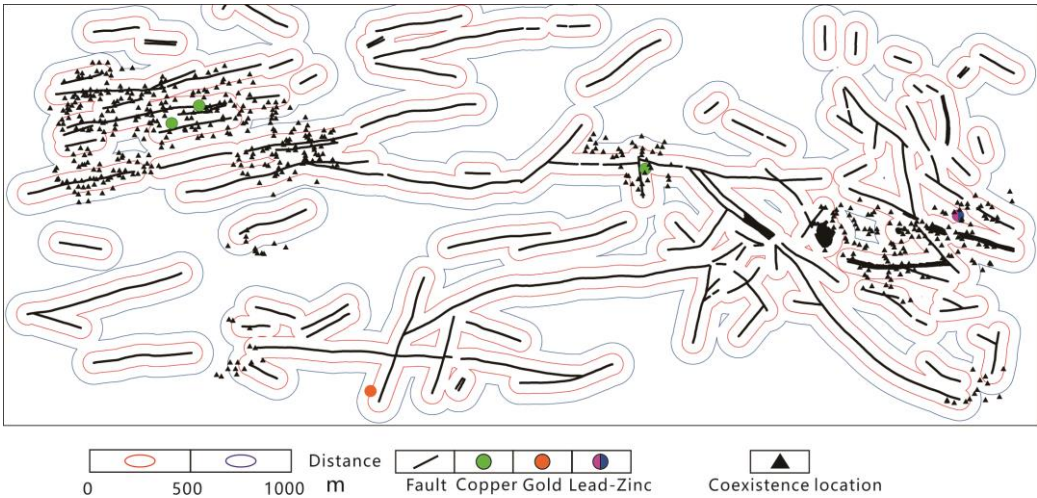 Distance
0 500 1000 m
Fault Copper Gold Lead-Zinc
Coexistence location